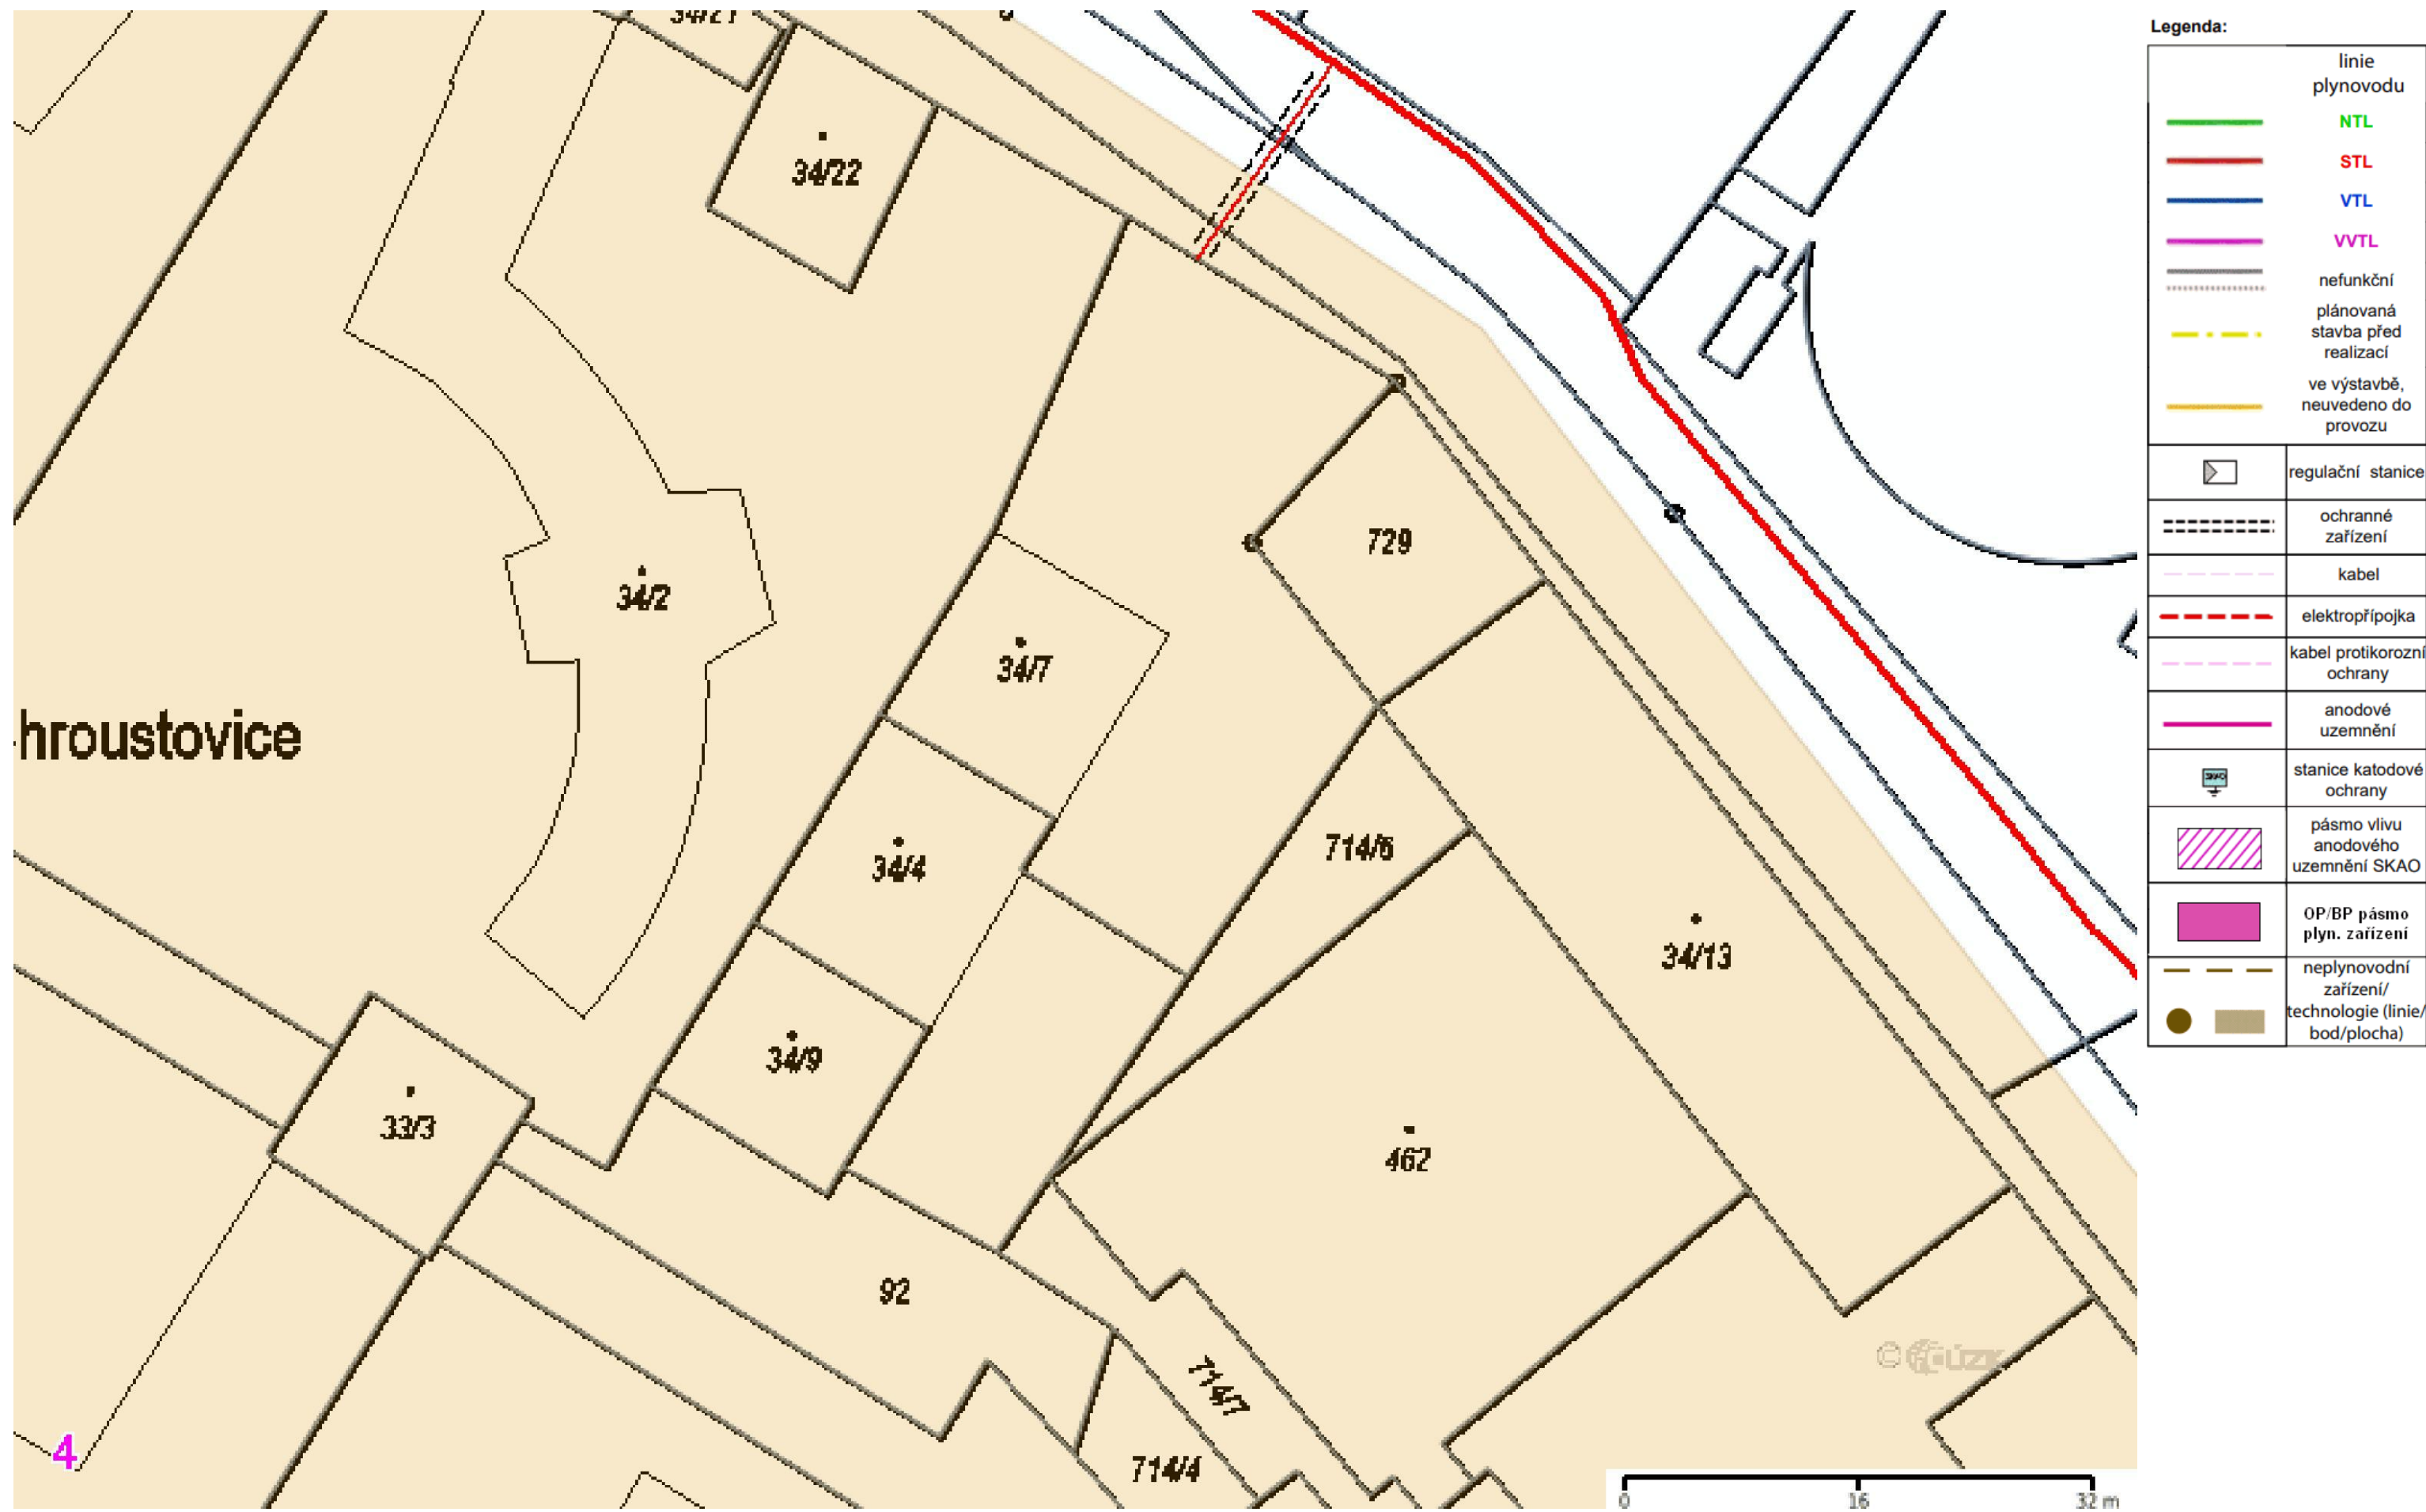 34/21
34/22
34/2
729
34/7
hroustovice
34/4
714/6
34/13
34/9
33/3
462
92
714/7
714/4
4
0 16 32 m
Legenda:
linie
plynovodu
NTL
STL
VTL
VVTL
nefunkční
plánovaná
stavba před
realizací
ve výstavbě,
neuvedeno do
provozu
regulační stanice
ochranné
zařízení
kabel
elektropřípojka
kabel protikorozní
ochrany
anodové
uzemnění
SKAO
stanice katodové
ochrany
pásmo vlivu
anodového
uzemnění SKAO
OP/BP pásmo
plyn. zařízení
neplynovodní
zařízení/
technologie (linie/
bod/plocha)